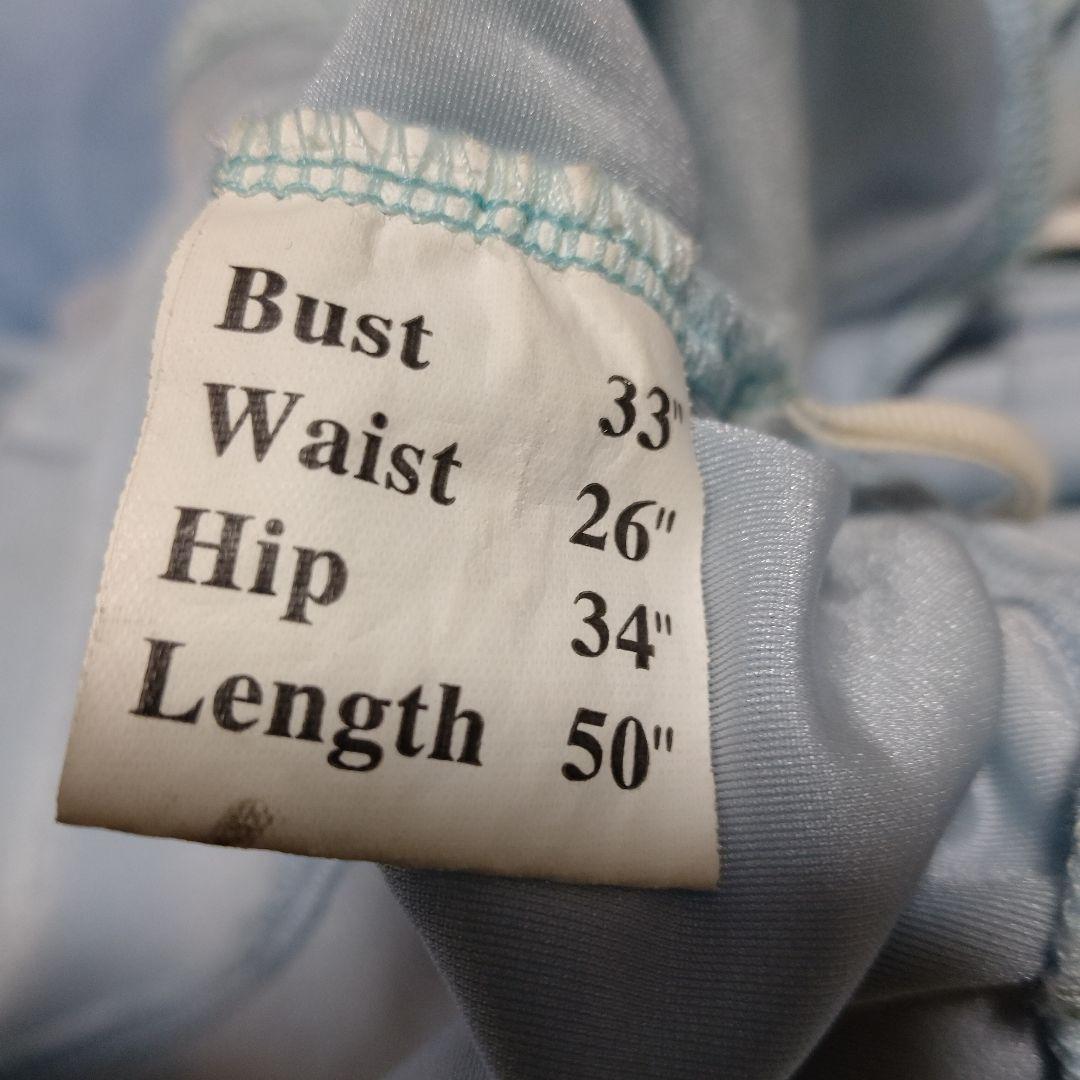 Bust 33"
Waist 26"
Hip 34"
Length 50"